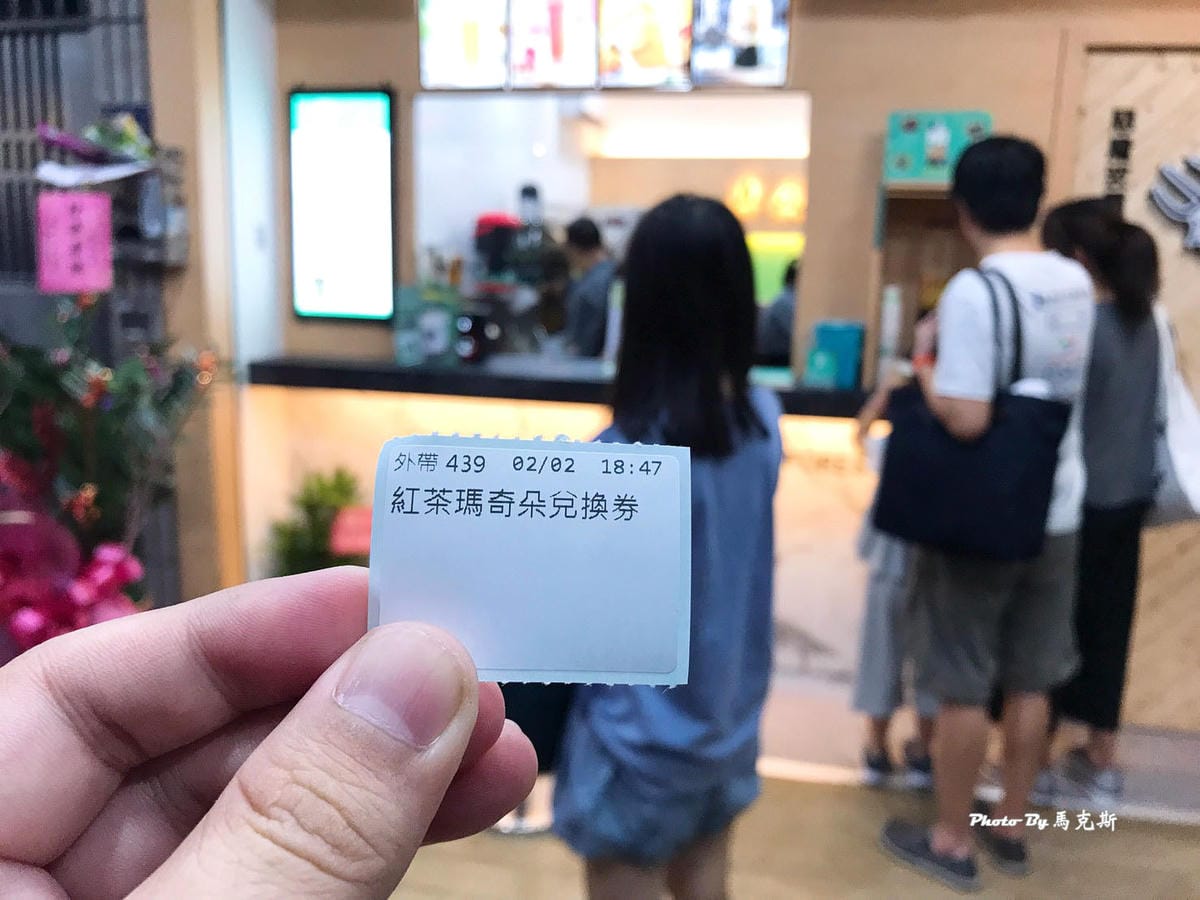 外帶 439 02/02 18:47
紅茶瑪奇朵兌換券
Photo By 馬克斯